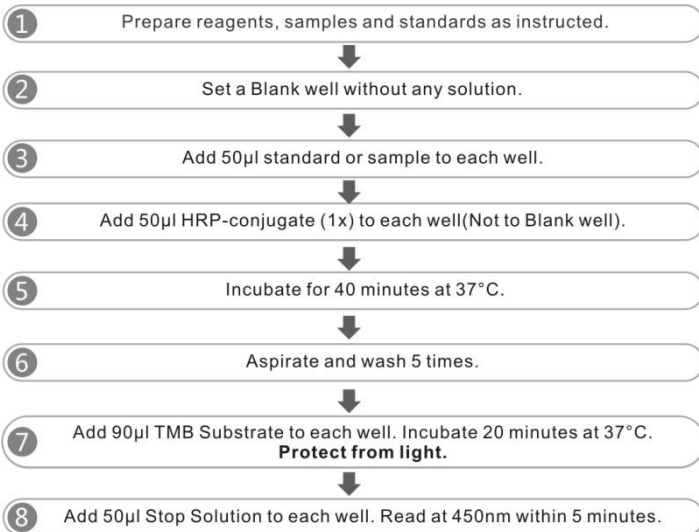 1 Prepare reagents, samples and standards as instructed.
2 Set a Blank well without any solution.
3 Add 50μl standard or sample to each well.
4 Add 50μl HRP-conjugate (1x) to each well(Not to Blank well).
5 Incubate for 40 minutes at 37°C.
6 Aspirate and wash 5 times.
7 Add 90μl TMB Substrate to each well. Incubate 20 minutes at 37°C.
Protect from light.
8 Add 50μl Stop Solution to each well. Read at 450nm within 5 minutes.